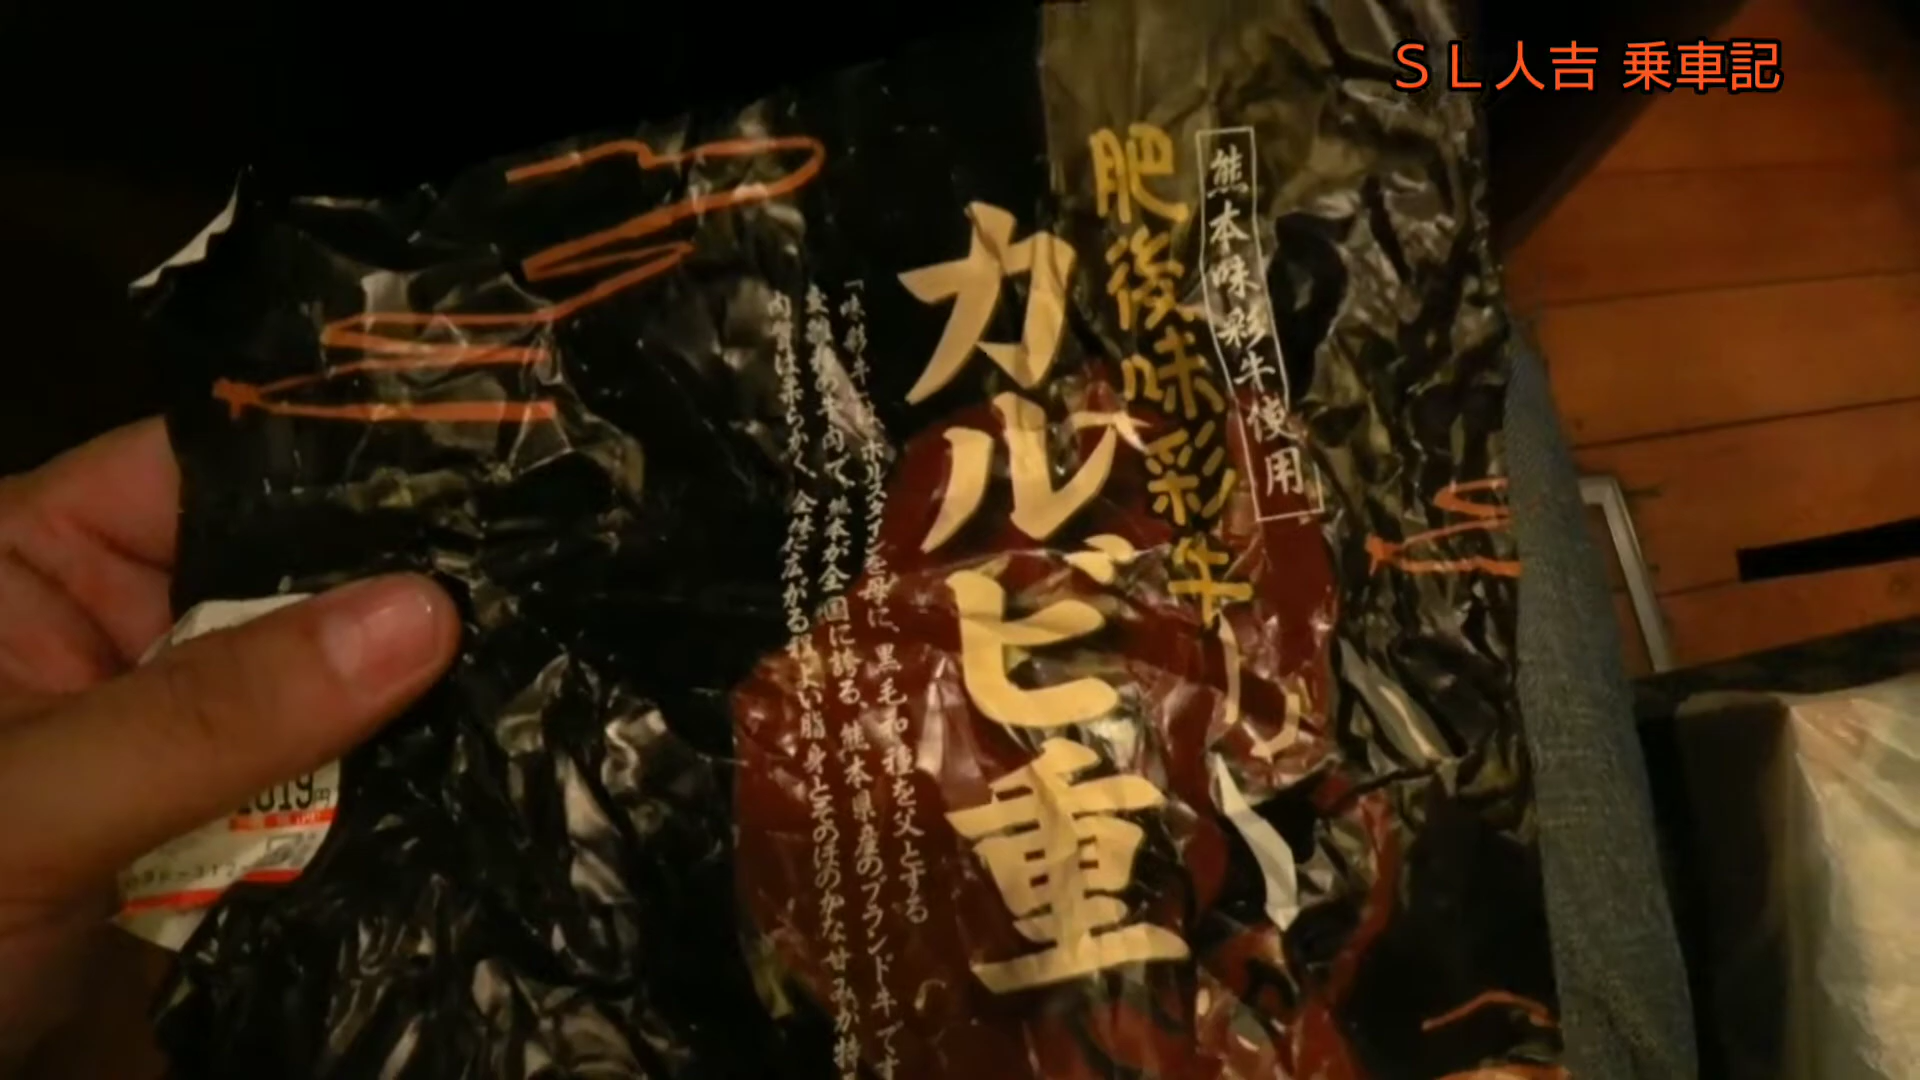 ＳＬ人吉 乗車記
熊本味彩牛使用
肥後味彩牛
カルビ重
「味彩牛」は、ホルスタインを母に、黒毛和種を父とする
交雑種の牛肉で、熊本が全国に誇る、熊本県産のブランド牛です
肉質は柔らかく、全体に広がる程よい脂身とそのほのかな甘みが特